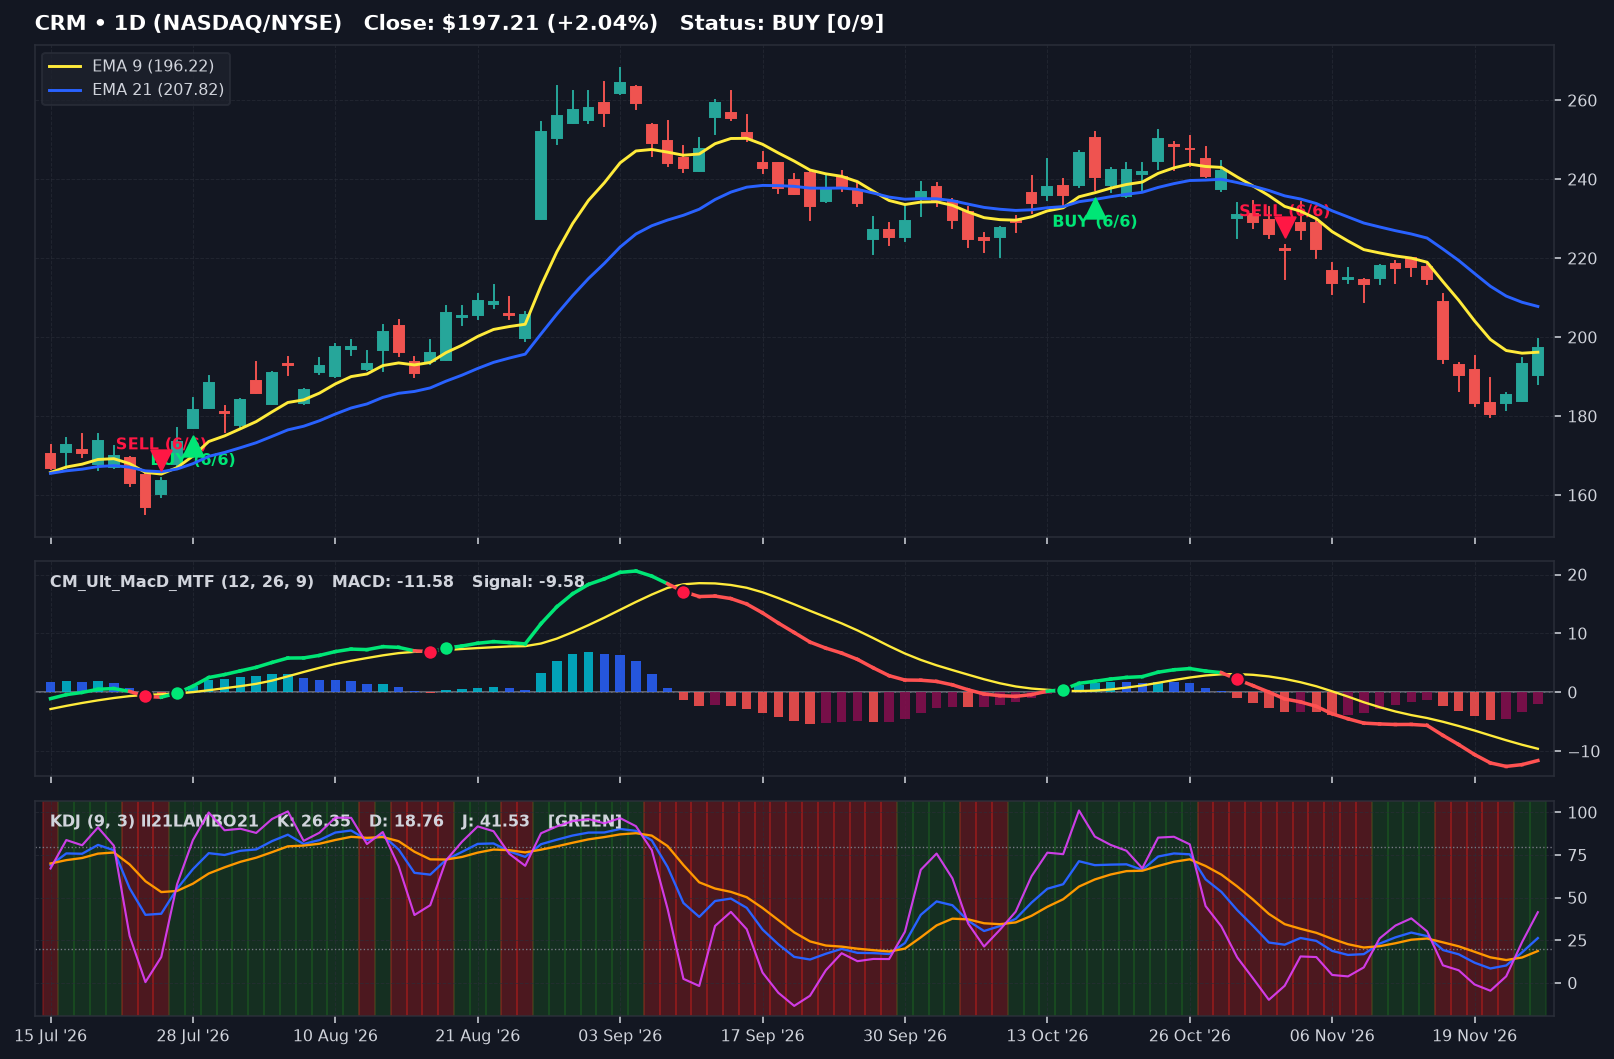 CRM • 1D (NASDAQ/NYSE)   Close: $197.21 (+2.04%)   Status: BUY [0/9]
EMA 9 (196.22)
EMA 21 (207.82)
260
240
220
200
180
160
SELL (6/6)
BUY (6/6)
BUY (6/6)
SELL (6/6)
CM_Ult_MacD_MTF (12, 26, 9)   MACD: -11.58   Signal: -9.58
20
10
0
−10
KDJ (9, 3)   K: 26.35   D: 18.76   J: 41.53   [GREEN]
100
75
50
25
0
15 Jul '26
28 Jul '26
10 Aug '26
21 Aug '26
03 Sep '26
17 Sep '26
30 Sep '26
13 Oct '26
26 Oct '26
06 Nov '26
19 Nov '26